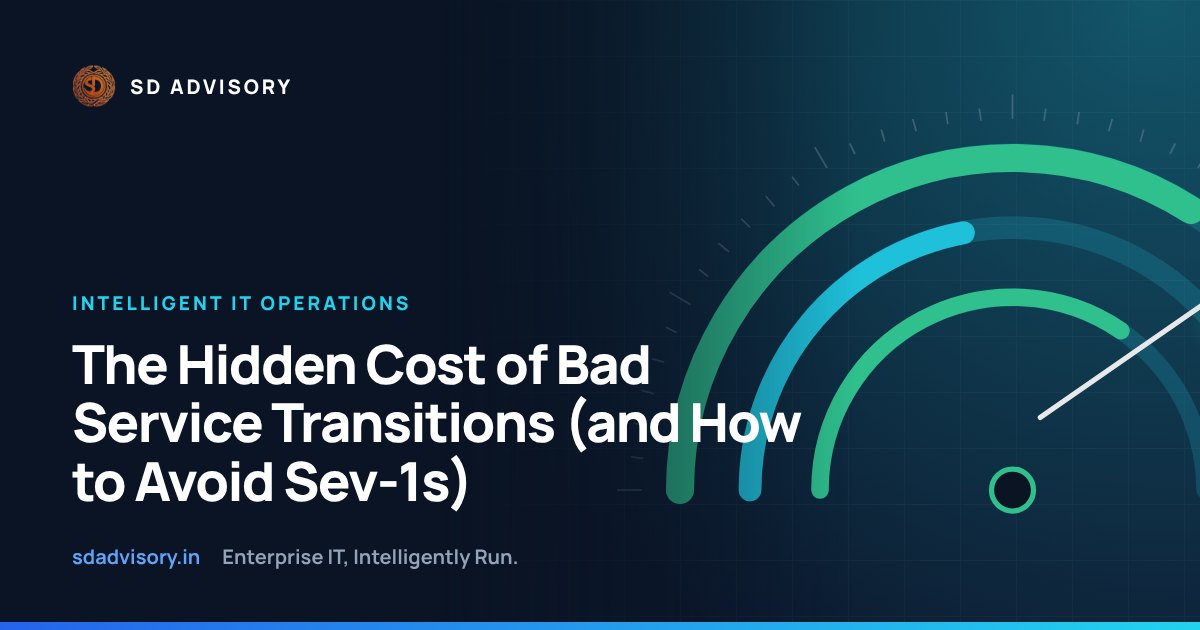 SD
SD ADVISORY
INTELLIGENT IT OPERATIONS
The Hidden Cost of Bad
Service Transitions (and How
to Avoid Sev-1s)
sdadvisory.in Enterprise IT, Intelligently Run.